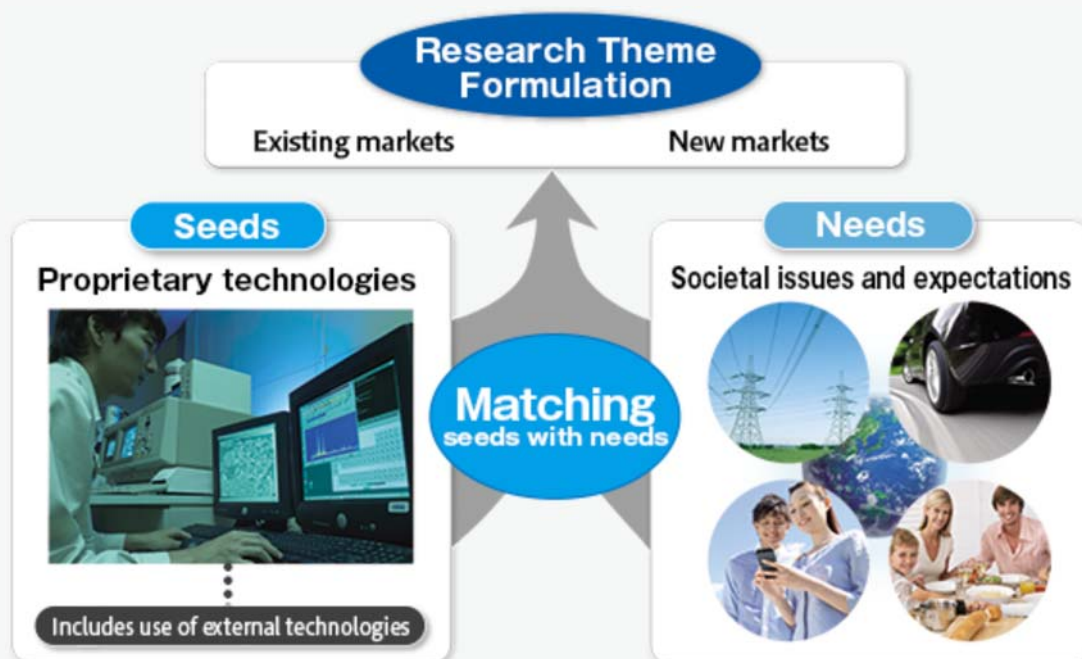 Research Theme
Formulation
Existing markets
New markets
Seeds
Proprietary technologies
Includes use of external technologies
Matching
seeds with needs
Needs
Societal issues and expectations